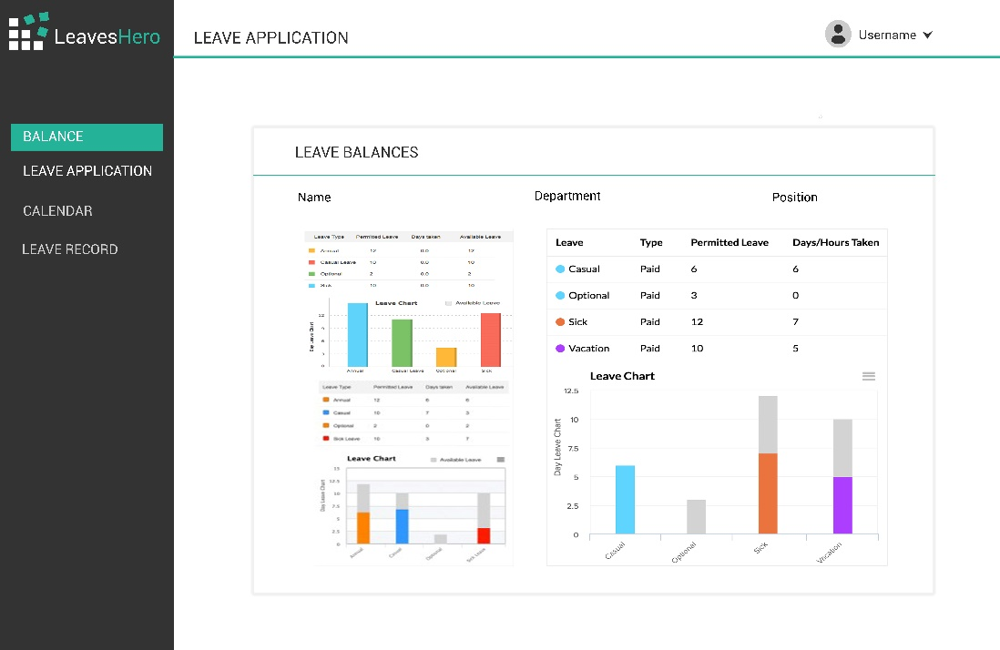 LeavesHero
LEAVE APPLICATION
Username
BALANCE
LEAVE APPLICATION
CALENDAR
LEAVE RECORD
LEAVE BALANCES
Name Department Position
Leave Type Permitted Leave Days taken Available Leave
Annual 12 0.0 12
Casual Leave 10 0.0 10
Optional 2 0.0 2
Sick 10 0.0 10
Leave Chart Available Leave
Day Leave Chart
12
9
6
3
0
Annual Casual Leave Optional Sick
Leave Type Permitted Leave Days taken Available Leave
Annual 12 6 6
Casual 10 7 3
Optional 2 0 2
Sick Leave 10 3 7
Leave Chart Available Leave
Day Leave Chart
15
12.5
10
7.5
5
2.5
0
Annual Casual Optional Sick Leave
Leave Type Permitted Leave Days/Hours Taken
Casual Paid 6 6
Optional Paid 3 0
Sick Paid 12 7
Vacation Paid 10 5
Leave Chart
Day Leave Chart
12.5
10
7.5
5
2.5
0
Casual Optional Sick Vacation